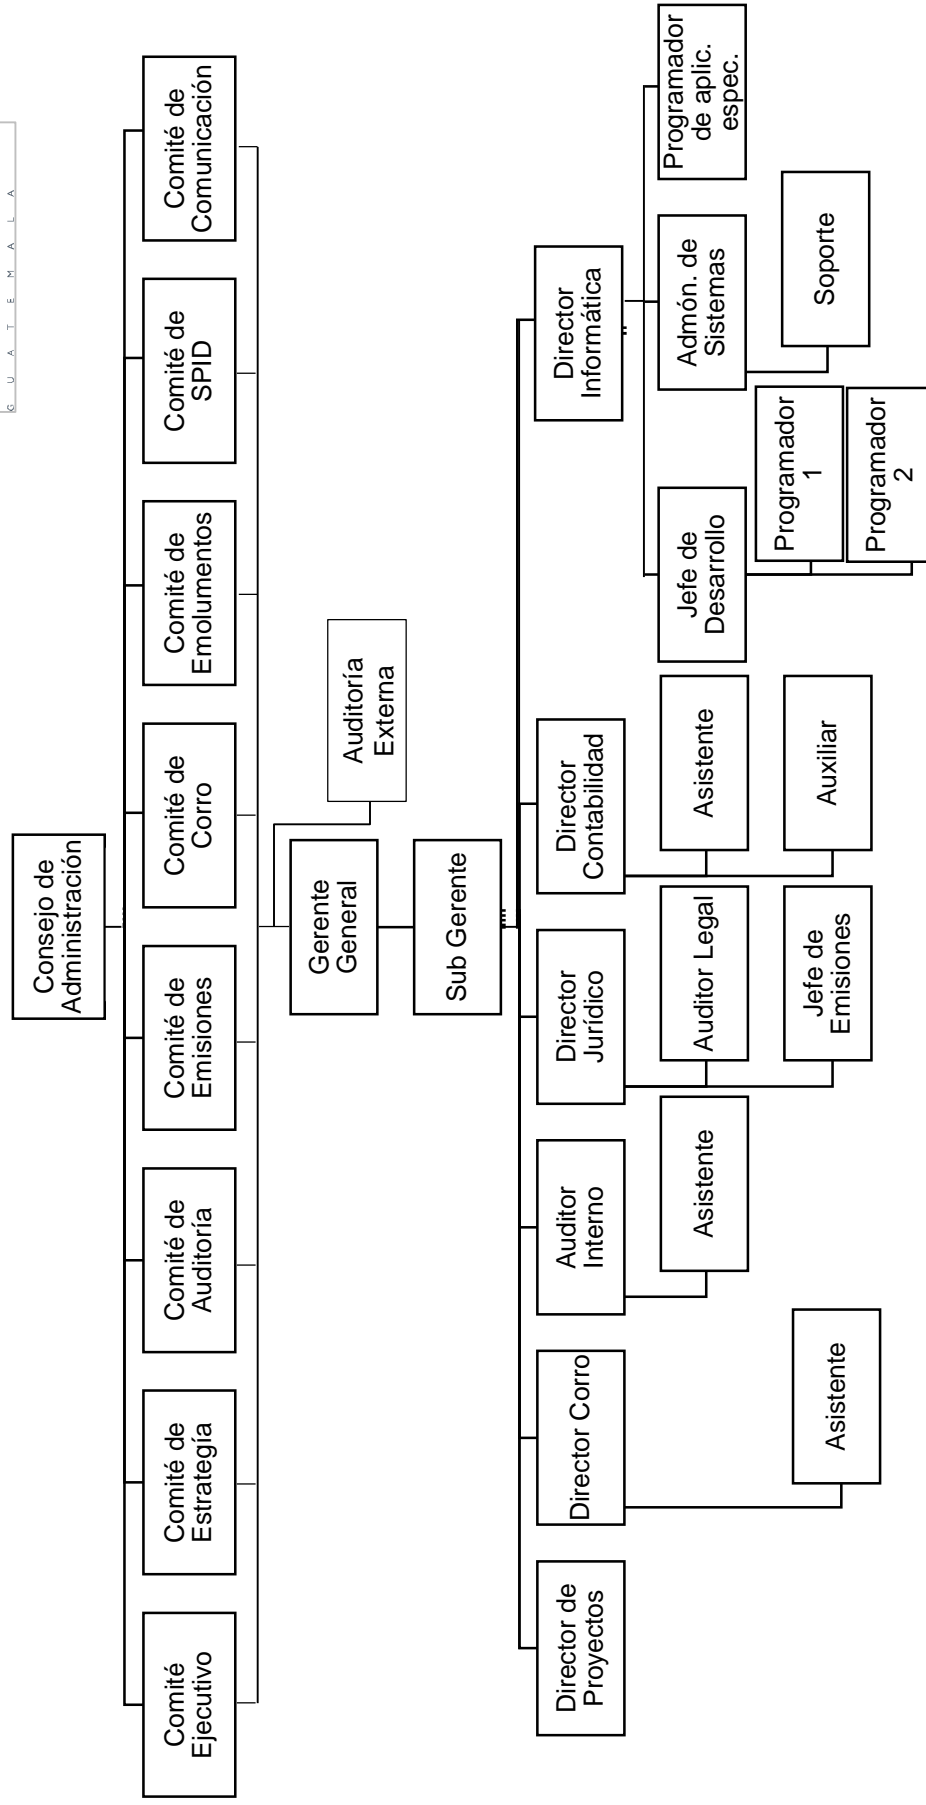 G U A T E M A L A
Consejo de
Administración
Comité
Ejecutivo
Comité de
Estrategía
Comité de
Auditoría
Comité de
Emisiones
Comité de
Corro
Comité de
Emolumentos
Comité de
SPID
Comité de
Comunicación
Auditoría
Externa
Gerente
General
Sub Gerente
Director de
Proyectos
Director Corro
Asistente
Auditor
Interno
Asistente
Director
Jurídico
Auditor Legal
Jefe de
Emisiones
Director
Contabilidad
Asistente
Auxiliar
Director
Informática
Jefe de
Desarrollo
Programador
1
Programador
2
Admón. de
Sistemas
Soporte
Programador
de aplic.
espec.